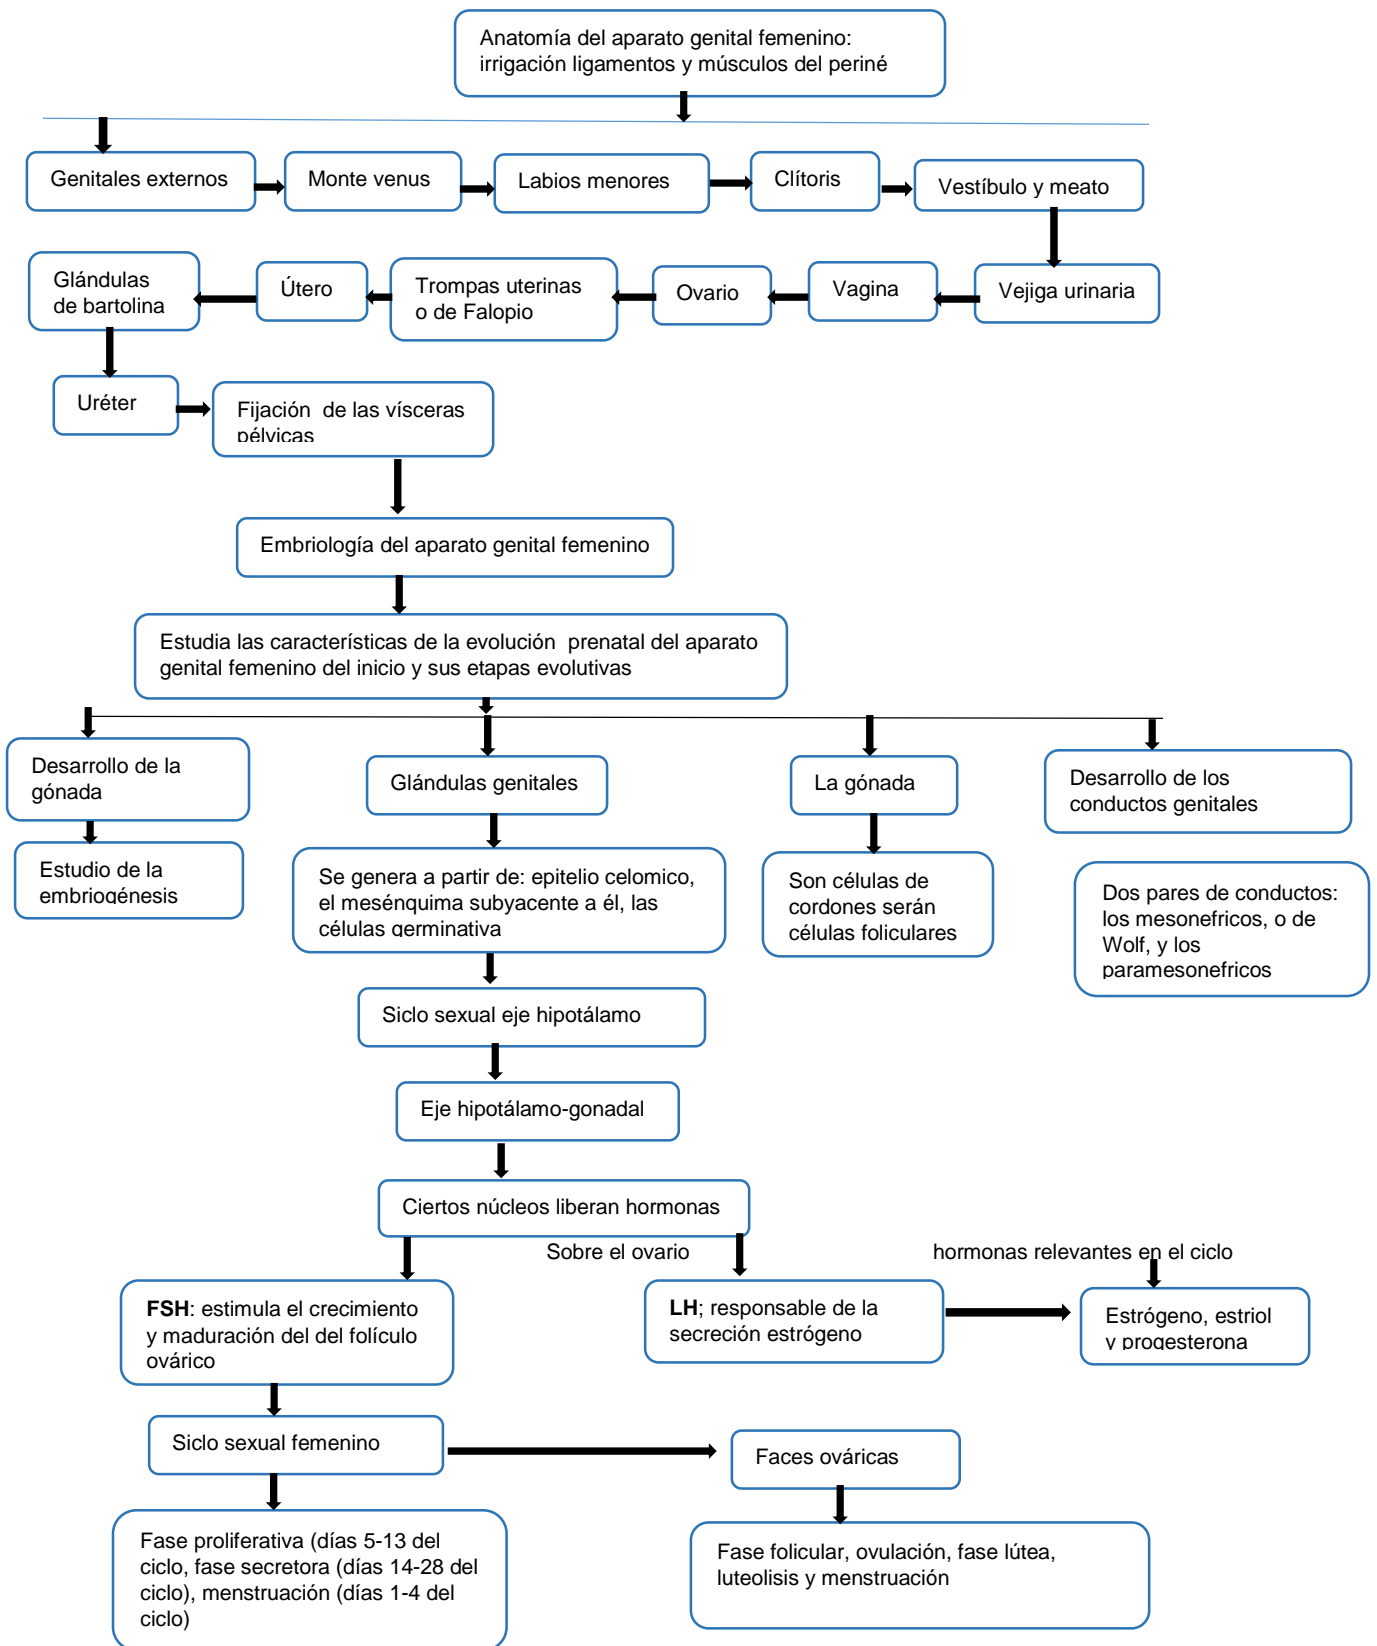 Anatomía del aparato genital femenino:
irrigación ligamentos y músculos del periné
Genitales externos
Monte venus
Labios menores
Clítoris
Vestíbulo y meato
Glándulas
de bartolina
Útero
Trompas uterinas
o de Falopio
Ovario
Vagina
Vejiga urinaria
Uréter
Fijación de las vísceras
pélvicas
Embriología del aparato genital femenino
Estudia las características de la evolución prenatal del aparato
genital femenino del inicio y sus etapas evolutivas
Desarrollo de la
gónada
Glándulas genitales
La gónada
Desarrollo de los
conductos genitales
Estudio de la
embriogénesis
Se genera a partir de: epitelio celomico,
el mesénquima subyacente a él, las
células germinativa
Son células de
cordones serán
células foliculares
Dos pares de conductos:
los mesonefricos, o de
Wolf, y los
paramesonefricos
Siclo sexual eje hipotálamo
Eje hipotálamo-gonadal
Ciertos núcleos liberan hormonas
Sobre el ovario
hormonas relevantes en el ciclo
FSH: estimula el crecimiento
y maduración del del folículo
ovárico
LH; responsable de la
secreción estrógeno
Estrógeno, estriol
y progesterona
Siclo sexual femenino
Faces ováricas
Fase proliferativa (días 5-13 del
ciclo, fase secretora (días 14-28 del
ciclo), menstruación (días 1-4 del
ciclo)
Fase folicular, ovulación, fase lútea,
luteolisis y menstruación